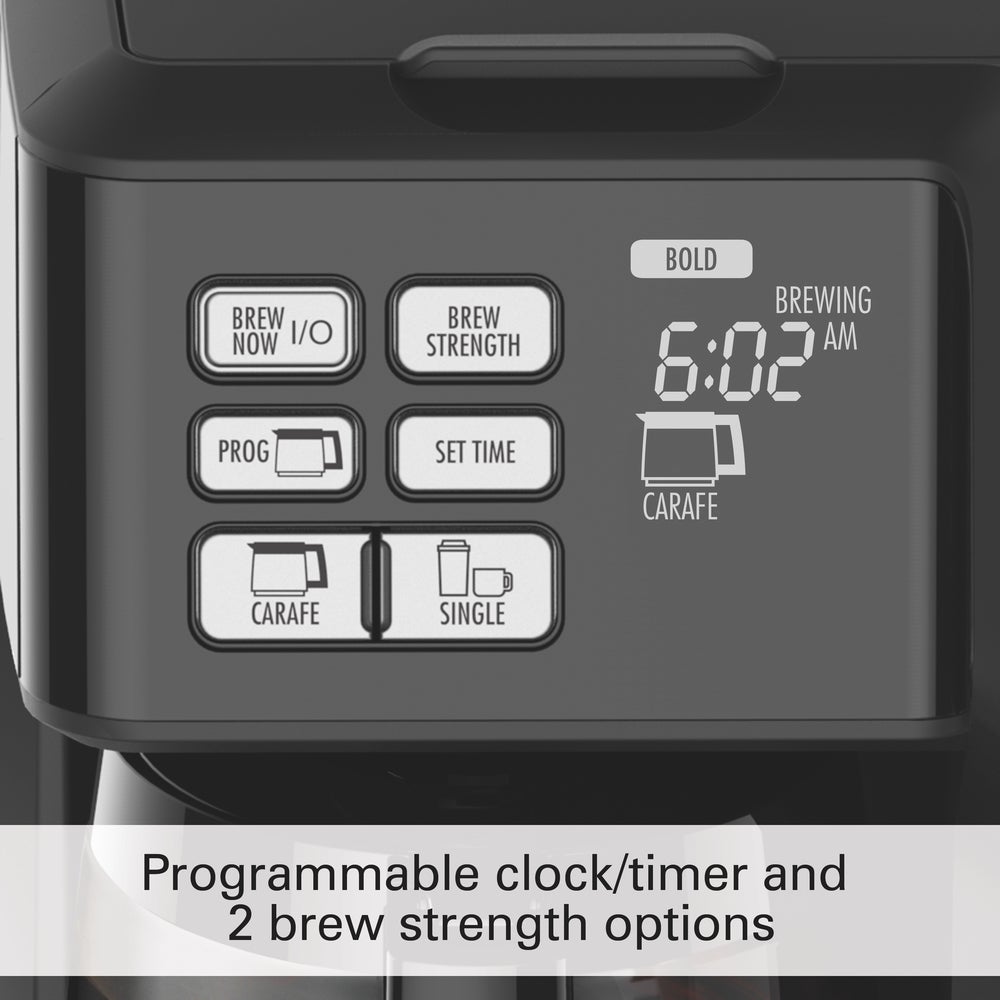 BOLD
BREWING
6:02 AM
CARAFE
BREW NOW I/O
BREW STRENGTH
PROG
SET TIME
CARAFE
SINGLE
Programmable clock/timer and
2 brew strength options